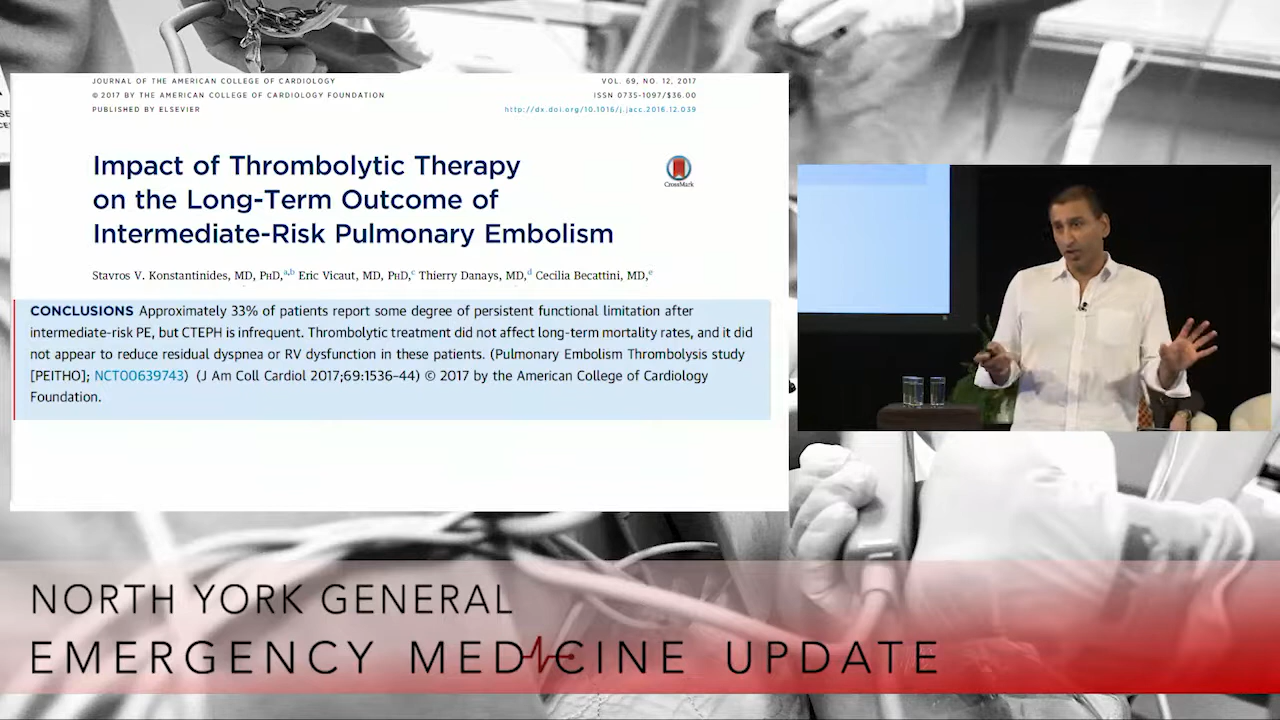 JOURNAL OF THE AMERICAN COLLEGE OF CARDIOLOGY
© 2017 BY THE AMERICAN COLLEGE OF CARDIOLOGY FOUNDATION
PUBLISHED BY ELSEVIER
VOL. 69, NO. 12, 2017
ISSN 0735-1097/$36.00
http://dx.doi.org/10.1016/j.jacc.2016.12.039
Impact of Thrombolytic Therapy
on the Long-Term Outcome of
Intermediate-Risk Pulmonary Embolism
CrossMark
Stavros V. Konstantinides, MD, PhD,a,b Eric Vicaut, MD, PhD,c Thierry Danays, MD,d Cecilia Becattini, MD,e
CONCLUSIONS Approximately 33% of patients report some degree of persistent functional limitation after
intermediate-risk PE, but CTEPH is infrequent. Thrombolytic treatment did not affect long-term mortality rates, and it did
not appear to reduce residual dyspnea or RV dysfunction in these patients. (Pulmonary Embolism Thrombolysis study
[PEITHO]; NCT00639743) (J Am Coll Cardiol 2017;69:1536–44) © 2017 by the American College of Cardiology
Foundation.
NORTH YORK GENERAL
EMERGENCY MEDICINE UPDATE